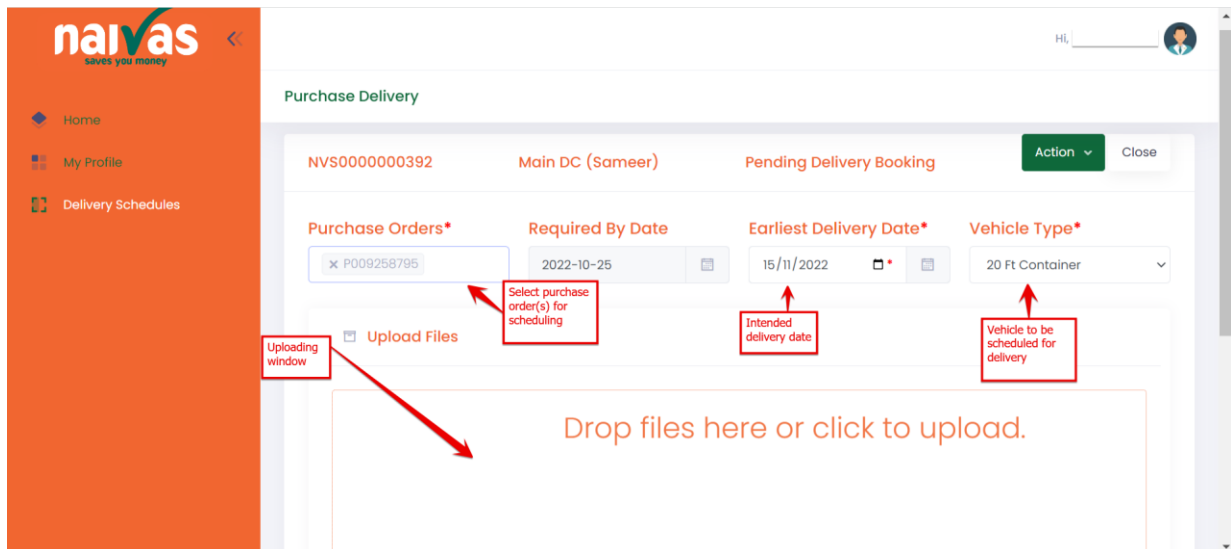 naivas
saves you money
Hi,
Purchase Delivery
Home
My Profile
Delivery Schedules
NVS0000000392
Main DC (Sameer)
Pending Delivery Booking
Action
Close
Purchase Orders*
Required By Date
Earliest Delivery Date*
Vehicle Type*
× P009258795
2022-10-25
15/11/2022
*
20 Ft Container
Select purchase
order(s) for
scheduling
Intended
delivery date
Vehicle to be
scheduled for
delivery
Uploading
window
Upload Files
Drop files here or click to upload.